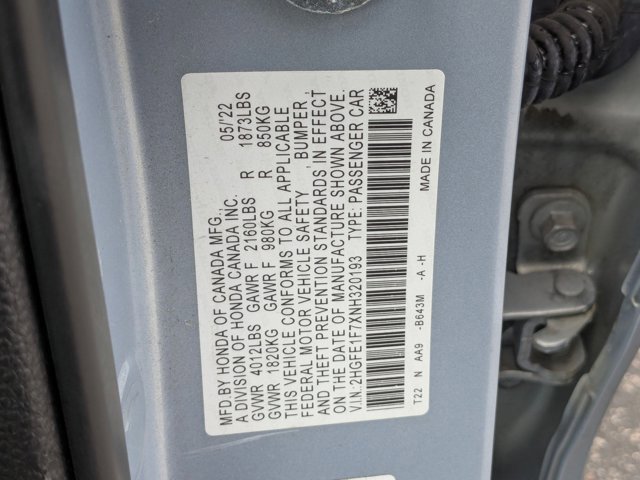 MFD.BY HONDA OF CANADA MFG., 05/'22
A DIVISION OF HONDA CANADA INC.
GVWR 4012LBS GAWR F 2160LBS R 1873LBS
GVWR 1820KG GAWR F 980KG R 850KG
THIS VEHICLE CONFORMS TO ALL APPLICABLE
FEDERAL MOTOR VEHICLE SAFETY , BUMPER ,
AND THEFT PREVENTION STANDARDS IN EFFECT
ON THE DATE OF MANUFACTURE SHOWN ABOVE.
V.I.N.:2HGFE1F7XNH320193 TYPE: PASSENGER CAR
T22 N AA9 -B643M -A -H MADE IN CANADA